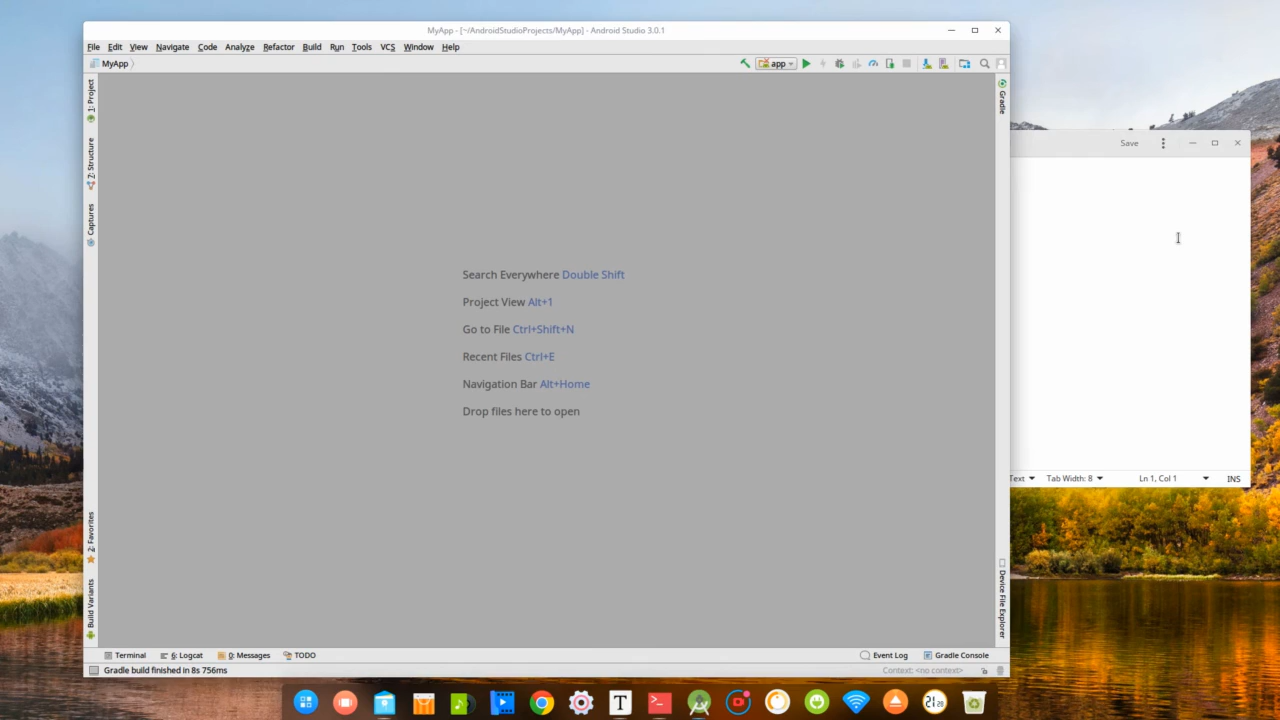 MyApp - [~/AndroidStudioProjects/MyApp] - Android Studio 3.0.1
File Edit View Navigate Code Analyze Refactor Build Run Tools VCS Window Help
MyApp
app
1: Project
7: Structure
Captures
2: Favorites
Build Variants
Gradle
Device File Explorer
Search Everywhere Double Shift
Project View Alt+1
Go to File Ctrl+Shift+N
Recent Files Ctrl+E
Navigation Bar Alt+Home
Drop files here to open
Save
Text Tab Width: 8 Ln 1, Col 1 INS
Terminal 6: Logcat 0: Messages TODO Event Log Gradle Console
Gradle build finished in 8s 756ms Context: <no context>
T